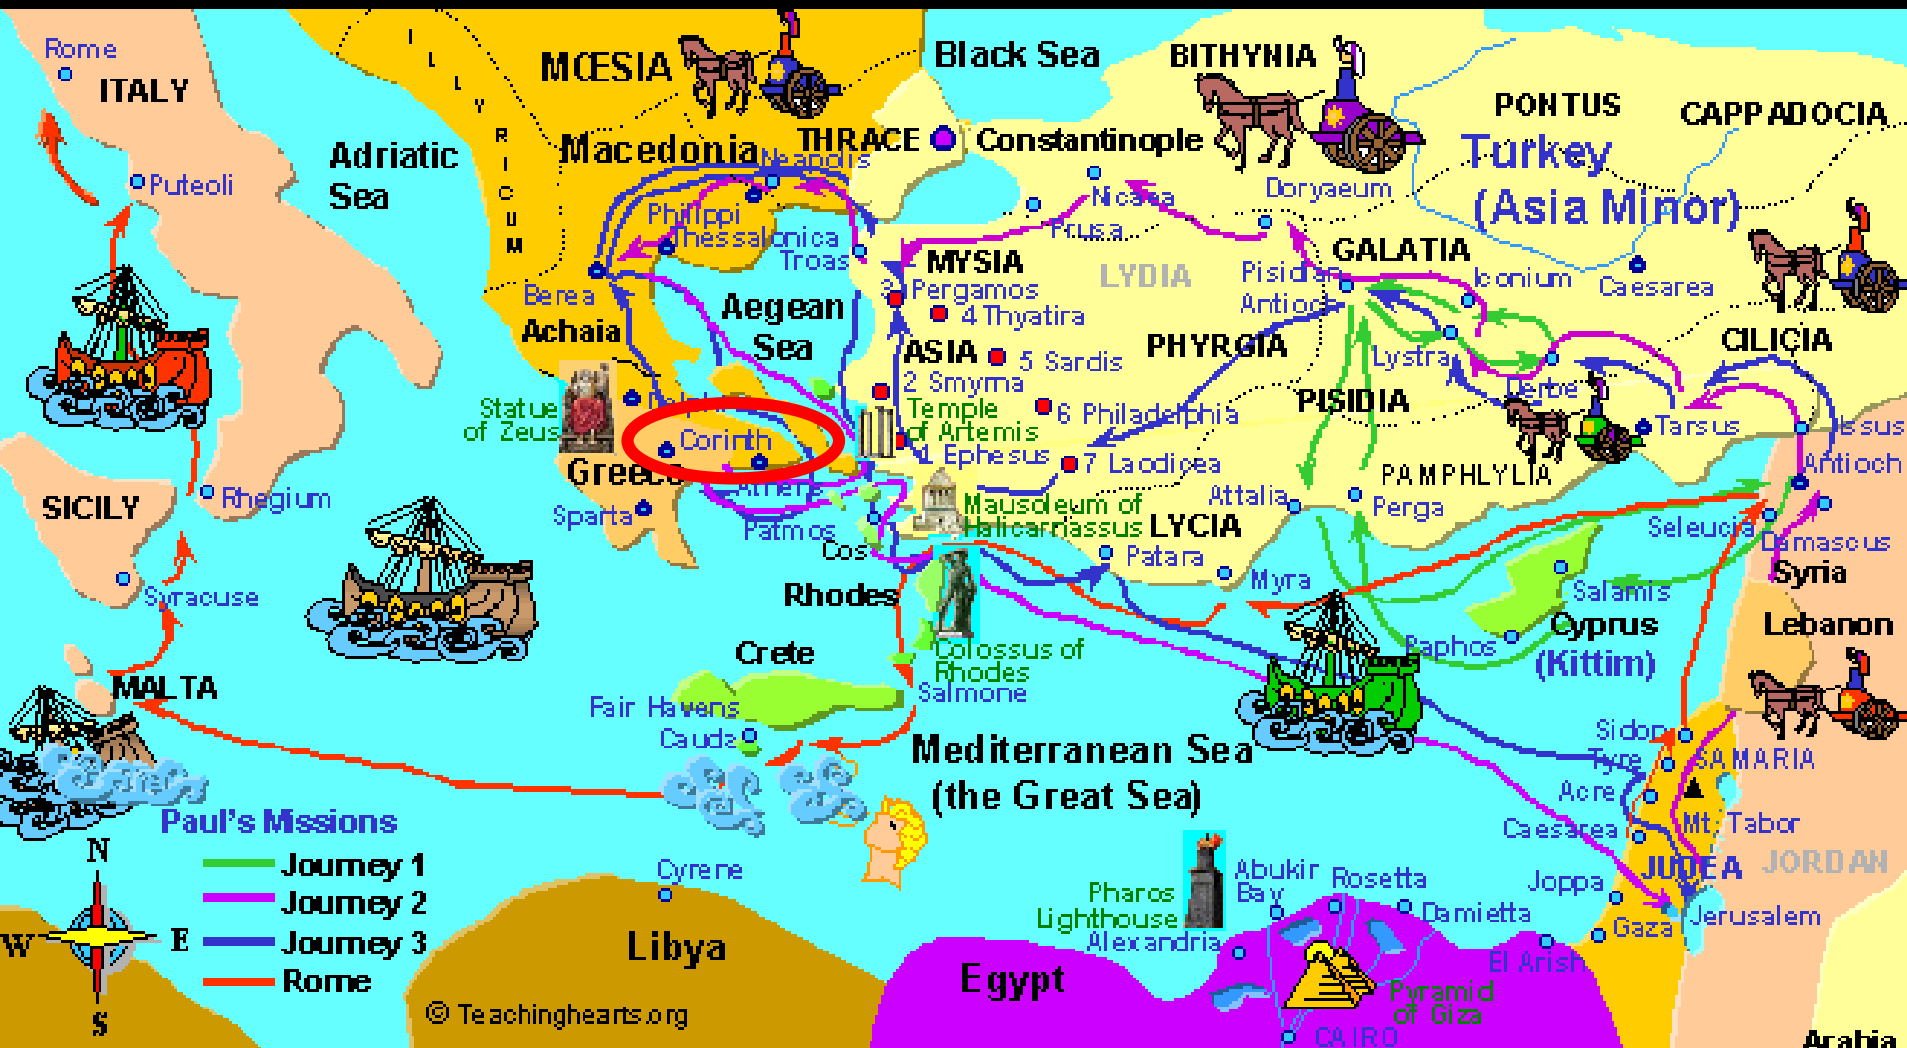 Rome
ITALY
Puteoli
Adriatic
Sea
ILLYRICUM
MŒSIA
Macedonia
THRACE
Neapolis
Philippi
Thessalonica
Troas
Berea
Achaia
Aegean
Sea
Black Sea
Constantinople
BITHYNIA
PONTUS
CAPPADOCIA
Turkey
(Asia Minor)
Nicaea
Prusa
Doryaeum
MYSIA
LYDIA
3 Pergamos
4 Thyatira
ASIA
5 Sardis
2 Smyrna
6 Philadelphia
Temple
of Artemis
1 Ephesus
7 Laodicea
PHYRGIA
GALATIA
Pisidian
Antioch
Iconium
Caesarea
Lystra
Derbe
CILICIA
PISIDIA
Tarsus
Issus
Antioch
PAMPHLYLIA
Attalia
Perga
Seleucia
Damascus
Syria
Statue
of Zeus
Delphi
Corinth
Greece
Athens
Sparta
Patmos
Cos
Mausoleum of
Halicarnassus
LYCIA
Patara
Myra
Rhodes
Colossus of
Rhodes
Salamis
Paphos
Cyprus
(Kittim)
Lebanon
SICILY
Rhegium
Syracuse
MALTA
Crete
Fair Havens
Salmone
Cauda
Mediterranean Sea
(the Great Sea)
Sidon
Tyre
SAMARIA
Acre
Caesarea
Mt. Tabor
JUDEA
JORDAN
Joppa
Jerusalem
Gaza
El Arish
Paul's Missions
N
W
E
S
Journey 1
Journey 2
Journey 3
Rome
Cyrene
Libya
© Teachinghearts.org
Pharos
Lighthouse
Alexandria
Abukir
Bay
Rosetta
Damietta
Egypt
Pyramid
of Giza
CAIRO
Arabia